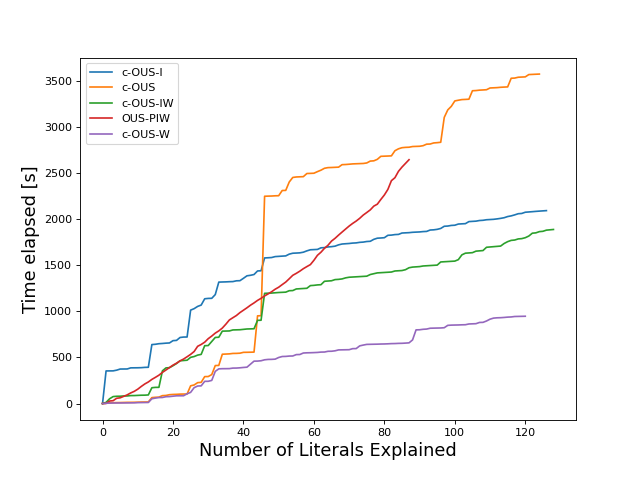 c-OUS-I
c-OUS
c-OUS-IW
OUS-PIW
c-OUS-W
3500
3000
2500
2000
1500
1000
500
0
Time elapsed [s]
0 20 40 60 80 100 120
Number of Literals Explained